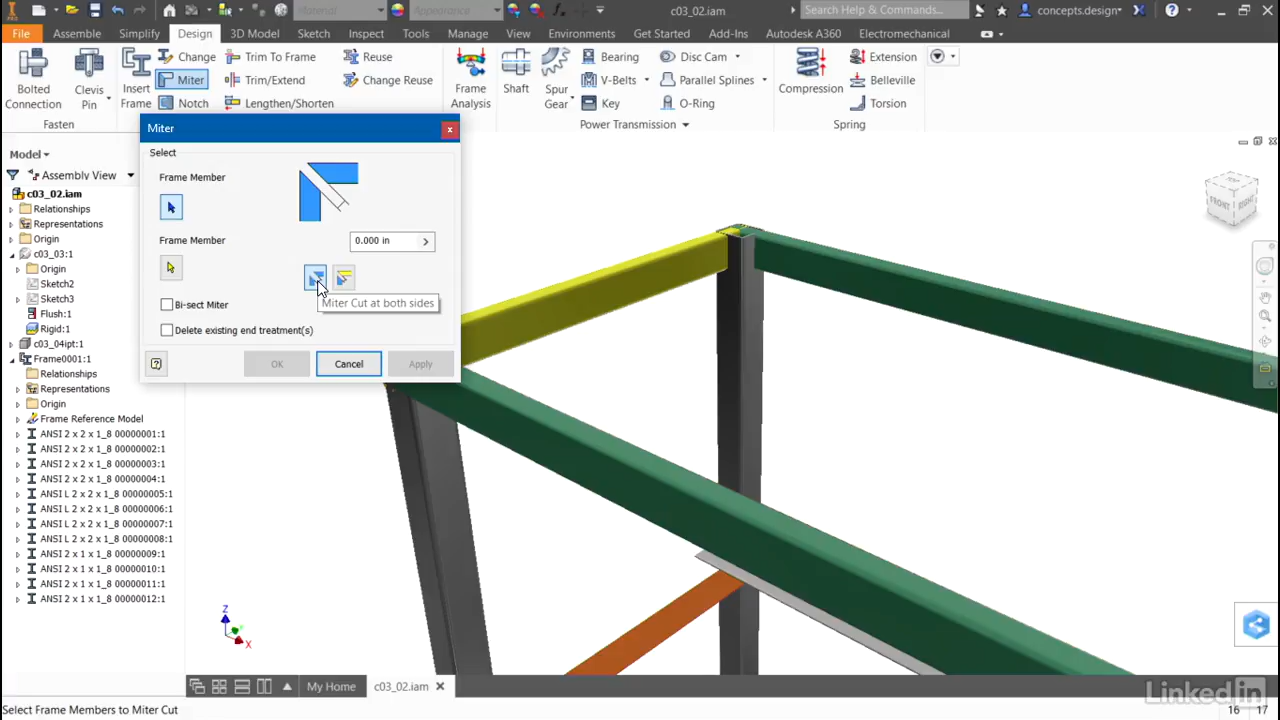 Material
Appearance
c03_02.iam
Search Help & Commands...
concepts.design
File
Assemble
Simplify
Design
3D Model
Sketch
Inspect
Tools
Manage
View
Environments
Get Started
Add-Ins
Autodesk A360
Electromechanical
Bolted
Connection
Clevis
Pin
Insert
Frame
Change
Miter
Notch
Trim To Frame
Trim/Extend
Lengthen/Shorten
Reuse
Change Reuse
Frame
Analysis
Shaft
Spur
Gear
Bearing
V-Belts
Key
Disc Cam
Parallel Splines
O-Ring
Compression
Extension
Belleville
Torsion
Fasten
Power Transmission
Spring
Miter
Select
Frame Member
Frame Member
0.000 in
Miter Cut at both sides
Bi-sect Miter
Delete existing end treatment(s)
OK
Cancel
Apply
Model
Assembly View
c03_02.iam
Relationships
Representations
Origin
c03_03:1
Origin
Sketch2
Sketch3
Flush:1
Rigid:1
c03_04ipt:1
Frame0001:1
Relationships
Representations
Origin
Frame Reference Model
ANSI 2 x 2 x 1_8 00000001:1
ANSI 2 x 2 x 1_8 00000002:1
ANSI 2 x 2 x 1_8 00000003:1
ANSI 2 x 2 x 1_8 00000004:1
ANSI L 2 x 2 x 1_8 00000005:1
ANSI L 2 x 2 x 1_8 00000006:1
ANSI L 2 x 2 x 1_8 00000007:1
ANSI L 2 x 2 x 1_8 00000008:1
ANSI 2 x 1 x 1_8 00000009:1
ANSI 2 x 1 x 1_8 00000010:1
ANSI 2 x 1 x 1_8 00000011:1
ANSI 2 x 1 x 1_8 00000012:1
FRONT
RIGHT
Z
X
My Home
c03_02.iam
LinkedIn
Select Frame Members to Miter Cut
16
17